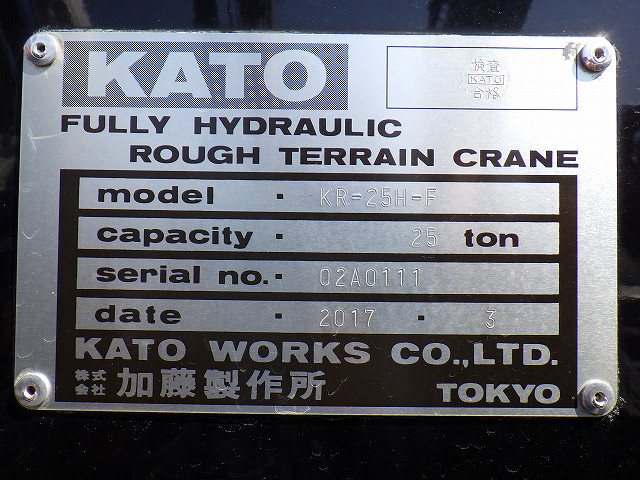 KATO
検査
KATO
合格
FULLY HYDRAULIC
ROUGH TERRAIN CRANE
model · KR-25H-F
capacity · 25 ton
serial no. · 02A0111
date · 2017 · 3
KATO WORKS CO.,LTD.
株式会社 加藤製作所 TOKYO